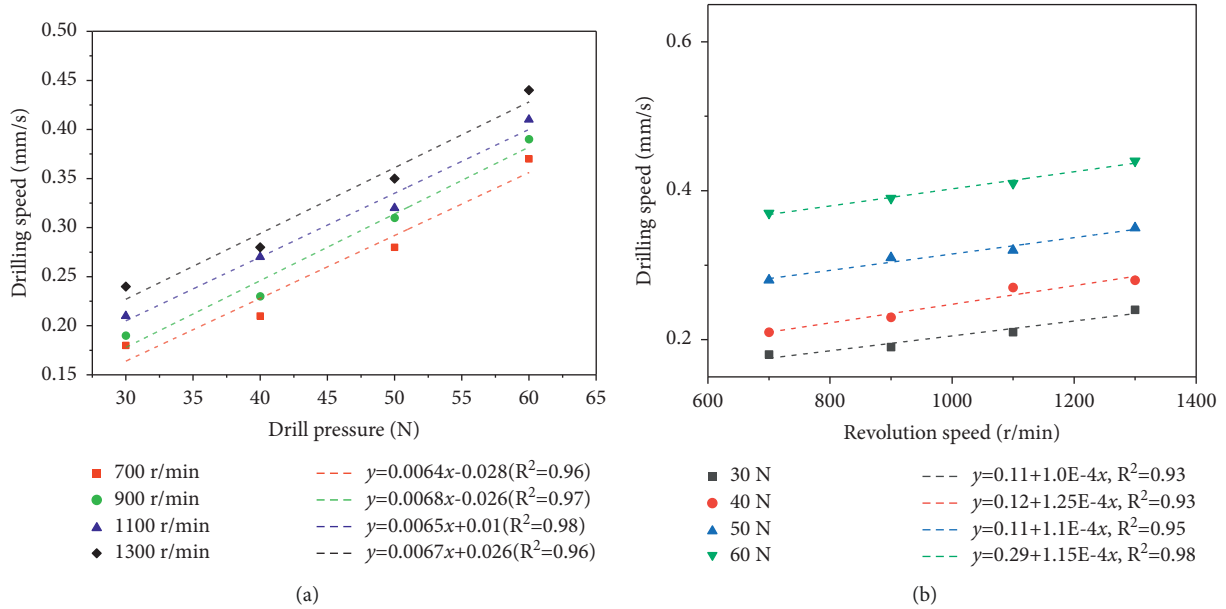 0.50
0.45
0.40
0.35
0.30
0.25
0.20
0.15
Drilling speed (mm/s)
30 35 40 45 50 55 60 65
Drill pressure (N)
700 r/min y=0.0064x-0.028(R²=0.96)
900 r/min y=0.0068x-0.026(R²=0.97)
1100 r/min y=0.0065x+0.01(R²=0.98)
1300 r/min y=0.0067x+0.026(R²=0.96)
(a)
0.6
0.4
0.2
Drilling speed (mm/s)
600 800 1000 1200 1400
Revolution speed (r/min)
30 N y=0.11+1.0E-4x, R²=0.93
40 N y=0.12+1.25E-4x, R²=0.93
50 N y=0.11+1.1E-4x, R²=0.95
60 N y=0.29+1.15E-4x, R²=0.98
(b)